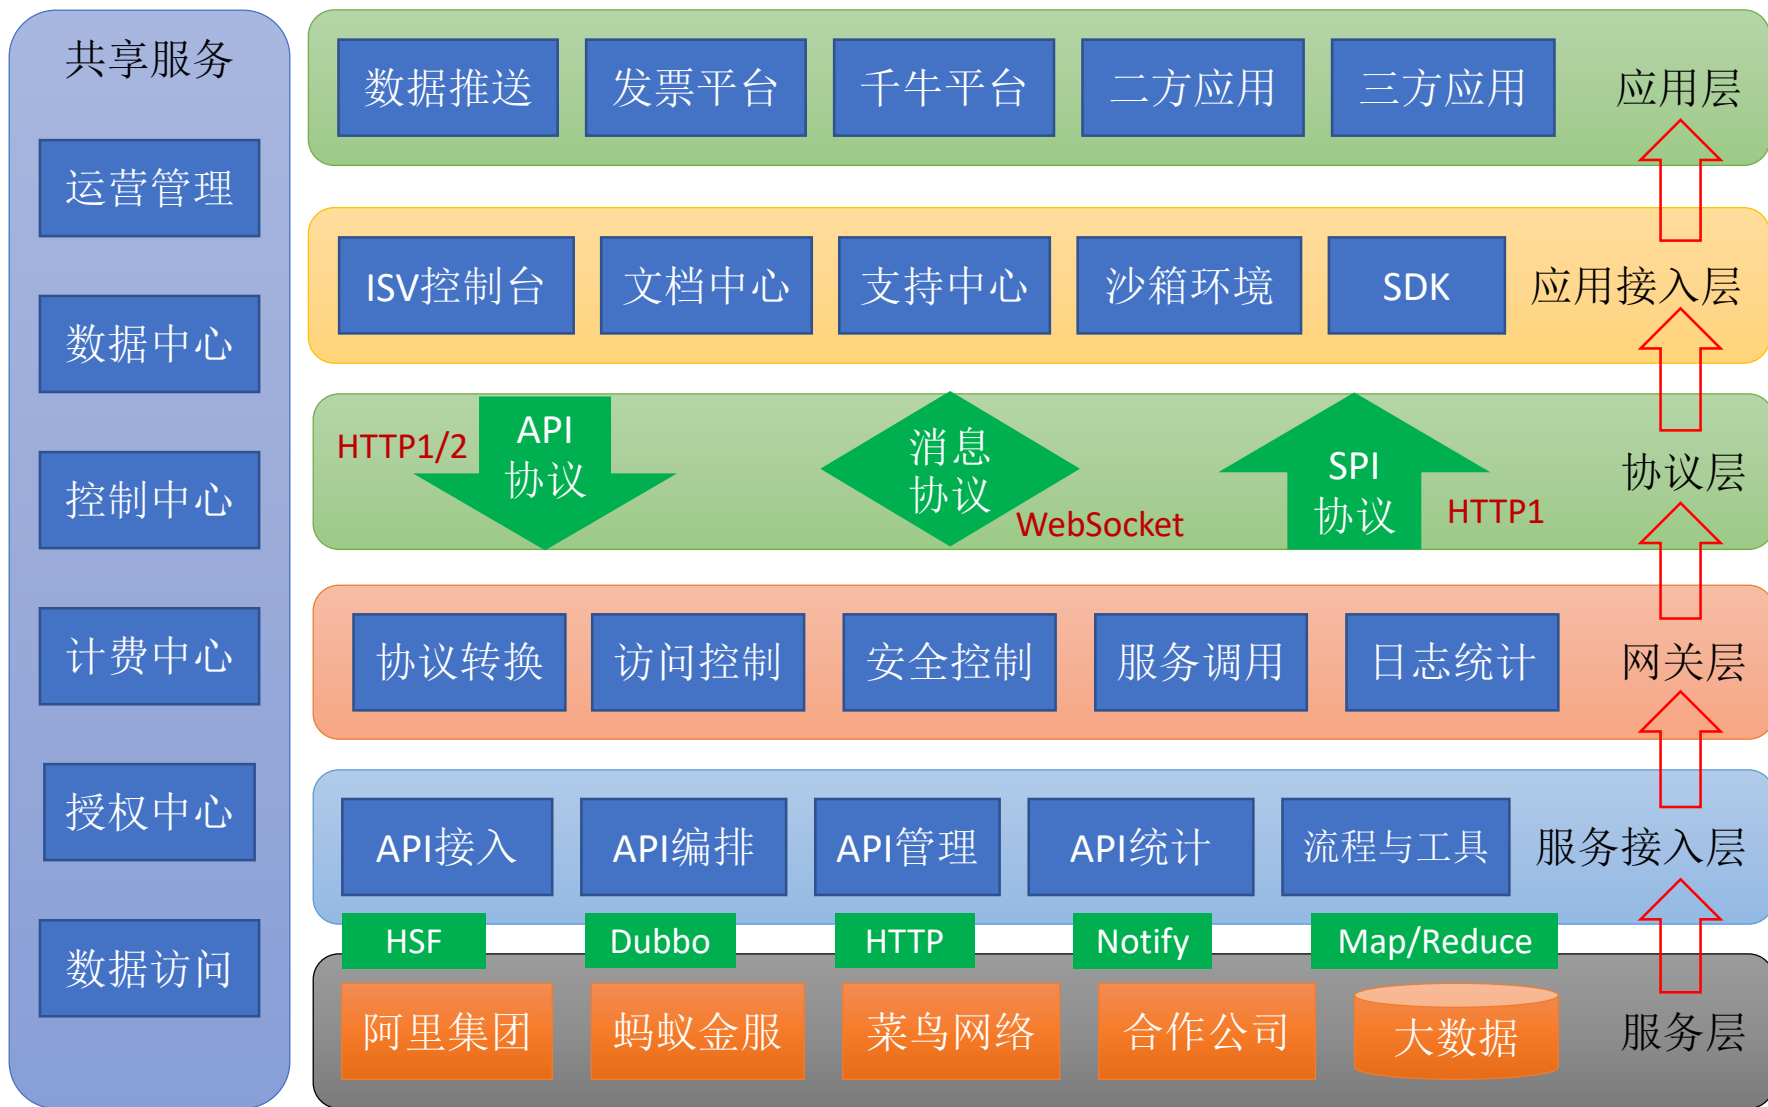 共享服务
运营管理
数据中心
控制中心
计费中心
授权中心
数据访问
数据推送
发票平台
千牛平台
二方应用
三方应用
应用层
ISV控制台
文档中心
支持中心
沙箱环境
SDK
应用接入层
HTTP1/2
API
协议
消息
协议
WebSocket
SPI
协议
HTTP1
协议层
协议转换
访问控制
安全控制
服务调用
日志统计
网关层
API接入
API编排
API管理
API统计
流程与工具
服务接入层
HSF
Dubbo
HTTP
Notify
Map/Reduce
阿里集团
蚂蚁金服
菜鸟网络
合作公司
大数据
服务层